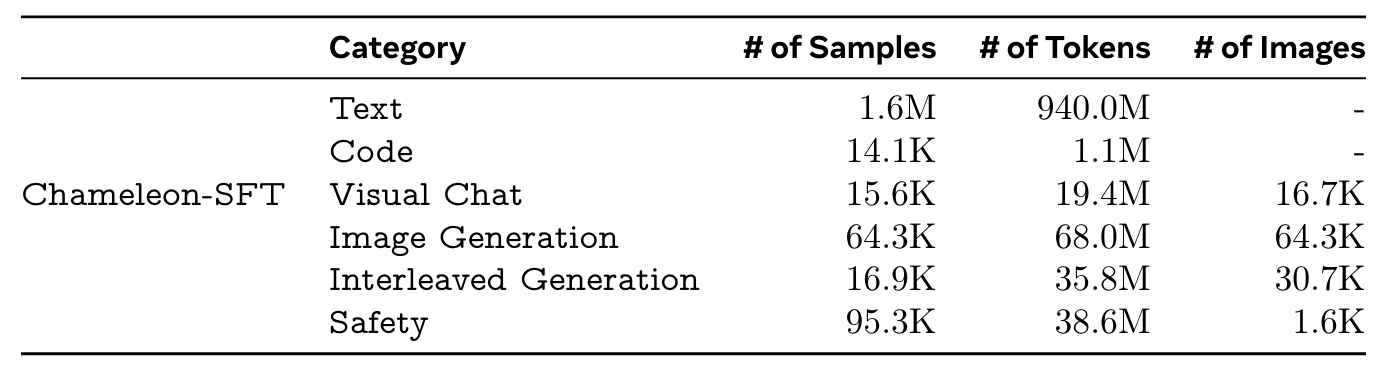 Category # of Samples # of Tokens # of Images
Text 1.6M 940.0M -
Code 14.1K 1.1M -
Chameleon-SFT Visual Chat 15.6K 19.4M 16.7K
Image Generation 64.3K 68.0M 64.3K
Interleaved Generation 16.9K 35.8M 30.7K
Safety 95.3K 38.6M 1.6K